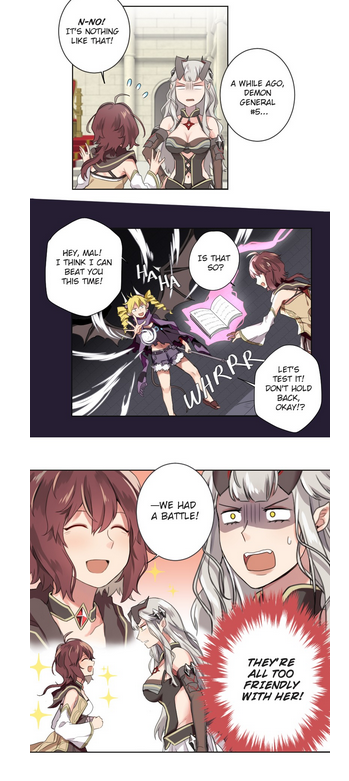 N-NO!
IT'S NOTHING
LIKE THAT!
A WHILE AGO,
DEMON
GENERAL
#5...
HEY, MAL!
I THINK I CAN
BEAT YOU
THIS TIME!
HA
HA
IS THAT
SO?
WHRRR
LET'S
TEST IT!
DON'T HOLD
BACK,
OKAY!?
—WE HAD
A BATTLE!
THEY'RE
ALL TOO
FRIENDLY
WITH HER!